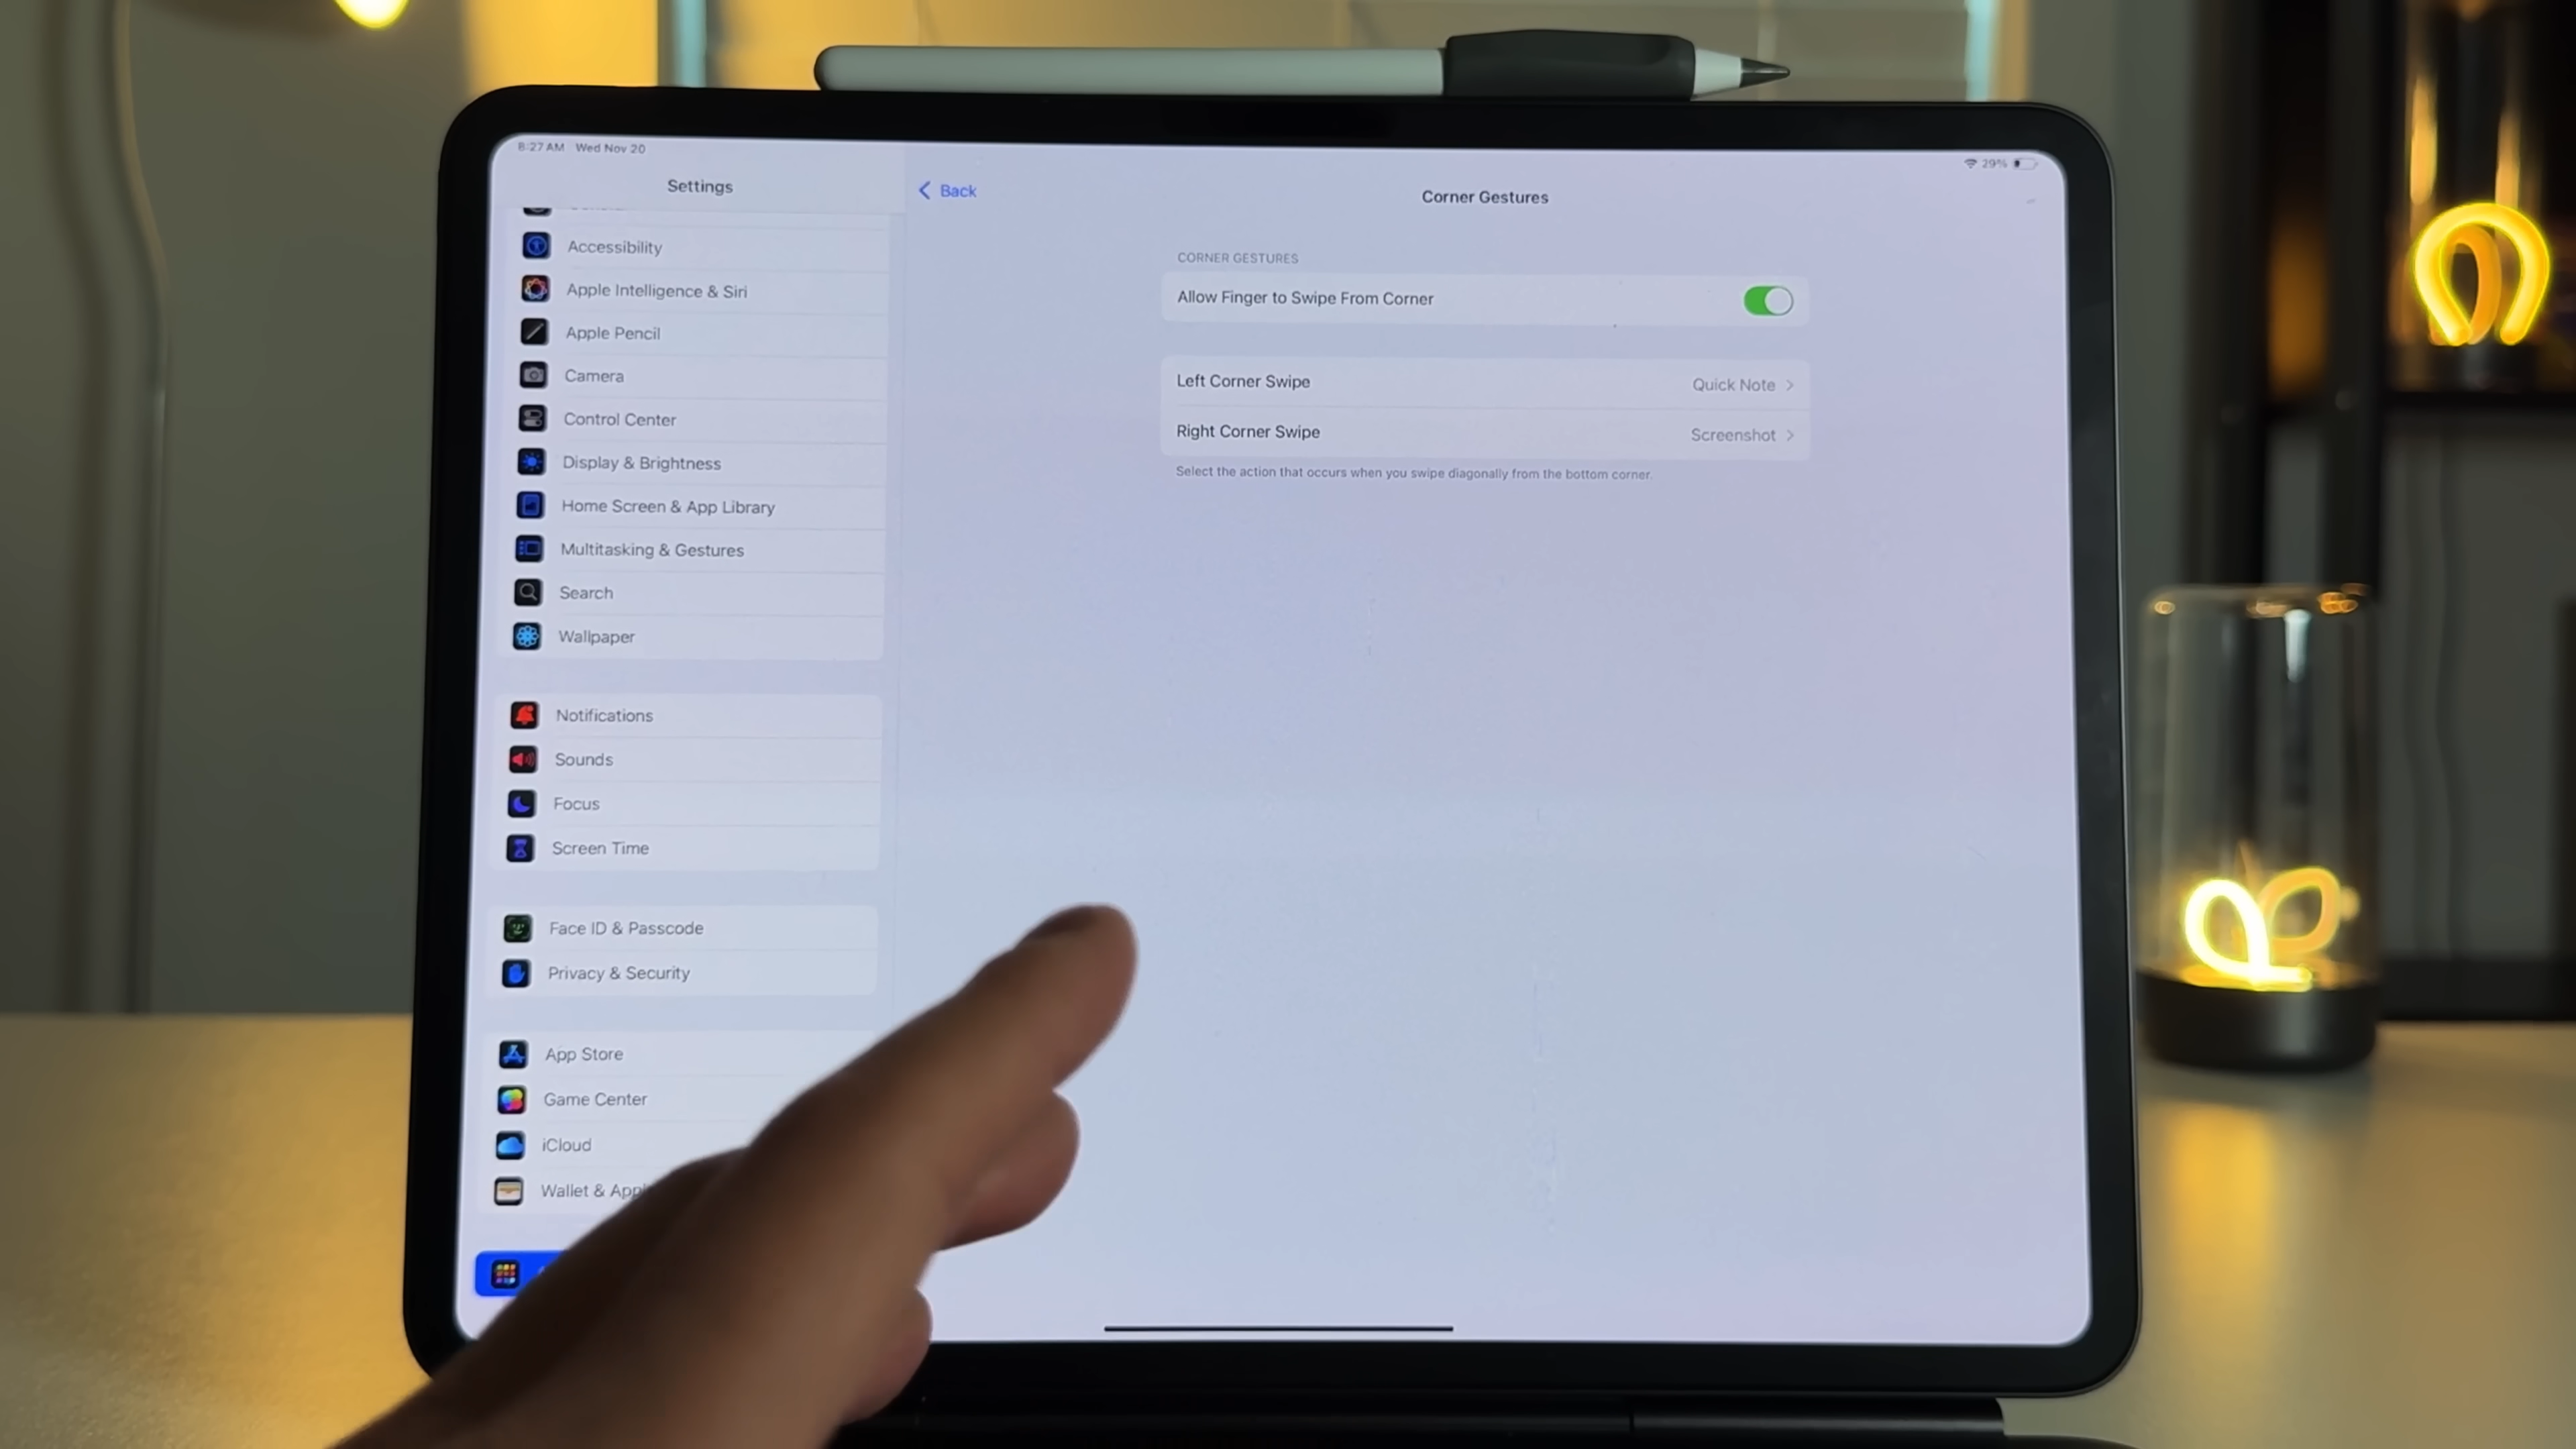 8:27 AM Wed Nov 20
29%
Settings
Back
Corner Gestures
Accessibility
Apple Intelligence & Siri
Apple Pencil
Camera
Control Center
Display & Brightness
Home Screen & App Library
Multitasking & Gestures
Search
Wallpaper
Notifications
Sounds
Focus
Screen Time
Face ID & Passcode
Privacy & Security
App Store
Game Center
iCloud
Wallet &
CORNER GESTURES
Allow Finger to Swipe From Corner
Left Corner Swipe Quick Note
Right Corner Swipe Screenshot
Select the action that occurs when you swipe diagonally from the bottom corner.